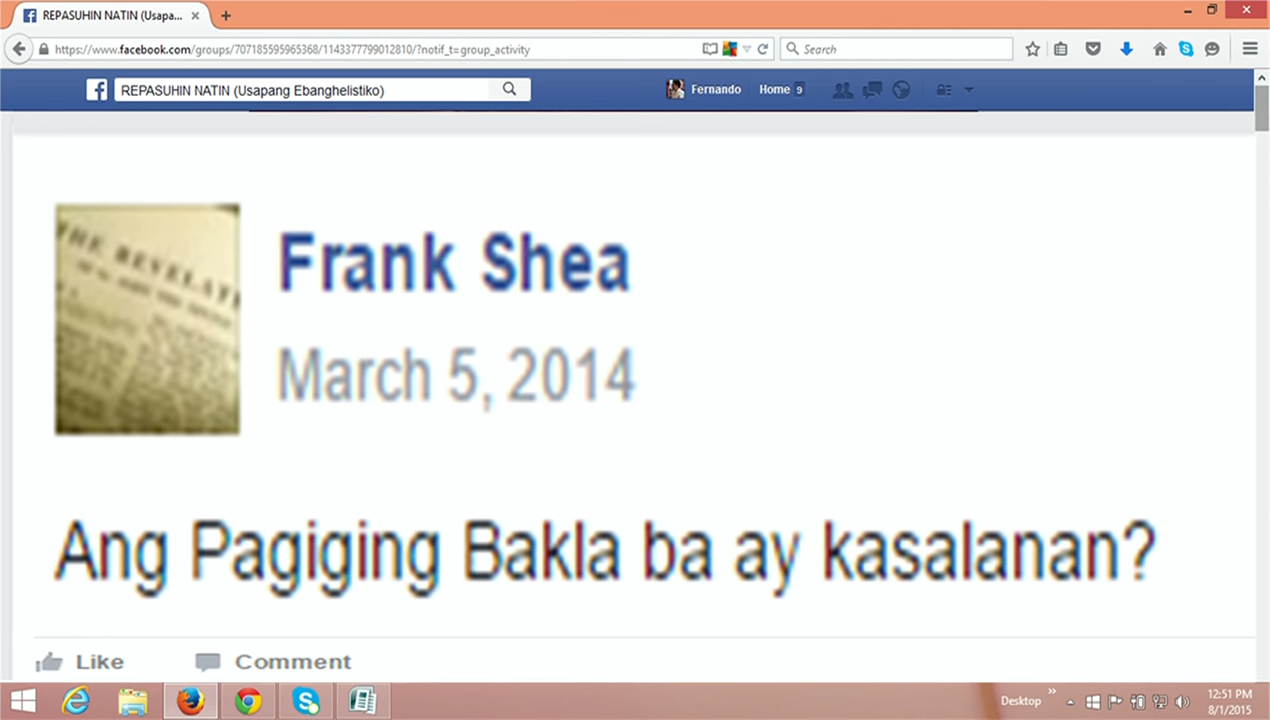 REPASUHIN NATIN (Usapa...
https://www.facebook.com/groups/707185595965368/1143377799012810/?notif_t=group_activity
Search
REPASUHIN NATIN (Usapang Ebanghelistiko)
Fernando
Home 9
THE REVELAT
Frank Shea
March 5, 2014
Ang Pagiging Bakla ba ay kasalanan?
Like
Comment
Desktop
12:51 PM
8/1/2015